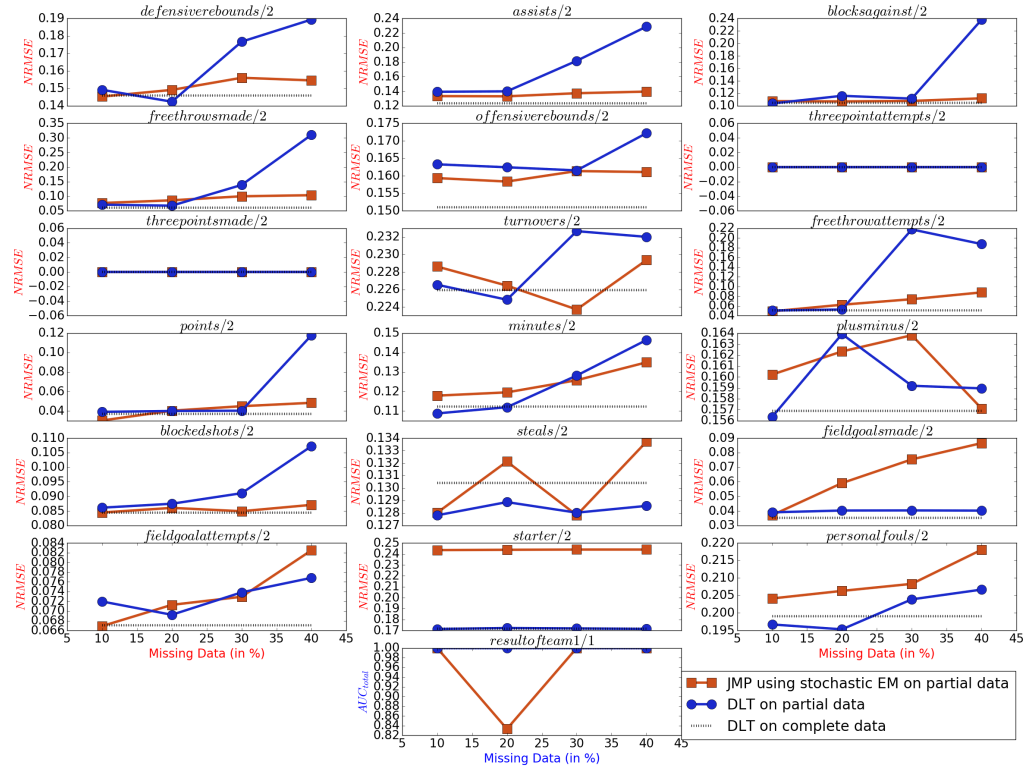 defensiverebounds/2
NRMSE
0.19
0.18
0.17
0.16
0.15
0.14
assists/2
NRMSE
0.24
0.22
0.20
0.18
0.16
0.14
0.12
blocksagainst/2
NRMSE
0.24
0.22
0.20
0.18
0.16
0.14
0.12
0.10
freethrowsmade/2
NRMSE
0.35
0.30
0.25
0.20
0.15
0.10
0.05
offensiverebounds/2
NRMSE
0.175
0.170
0.165
0.160
0.155
0.150
threepointattempts/2
NRMSE
0.06
0.04
0.02
0.00
−0.02
−0.04
−0.06
threepointsmade/2
NRMSE
0.06
0.04
0.02
0.00
−0.02
−0.04
−0.06
turnovers/2
NRMSE
0.232
0.230
0.228
0.226
0.224
freethrowattempts/2
NRMSE
0.22
0.20
0.18
0.16
0.14
0.12
0.10
0.08
0.06
0.04
points/2
NRMSE
0.12
0.10
0.08
0.06
0.04
minutes/2
NRMSE
0.15
0.14
0.13
0.12
0.11
plusminus/2
NRMSE
0.164
0.163
0.162
0.161
0.160
0.159
0.158
0.157
0.156
blockedshots/2
NRMSE
0.110
0.105
0.100
0.095
0.090
0.085
0.080
steals/2
NRMSE
0.134
0.133
0.132
0.131
0.130
0.129
0.128
0.127
fieldgoalsmade/2
NRMSE
0.09
0.08
0.07
0.06
0.05
0.04
0.03
fieldgoalattempts/2
NRMSE
0.084
0.082
0.080
0.078
0.076
0.074
0.072
0.070
0.068
0.066
5 10 15 20 25 30 35 40 45
Missing Data (in %)
starter/2
NRMSE
0.25
0.24
0.23
0.22
0.21
0.20
0.19
0.18
0.17
personalfouls/2
NRMSE
0.220
0.215
0.210
0.205
0.200
0.195
5 10 15 20 25 30 35 40 45
Missing Data (in %)
resultofteam1/1
AUCtotal
1.00
0.98
0.96
0.94
0.92
0.90
0.88
0.86
0.84
0.82
5 10 15 20 25 30 35 40 45
Missing Data (in %)
JMP using stochastic EM on partial data
DLT on partial data
DLT on complete data